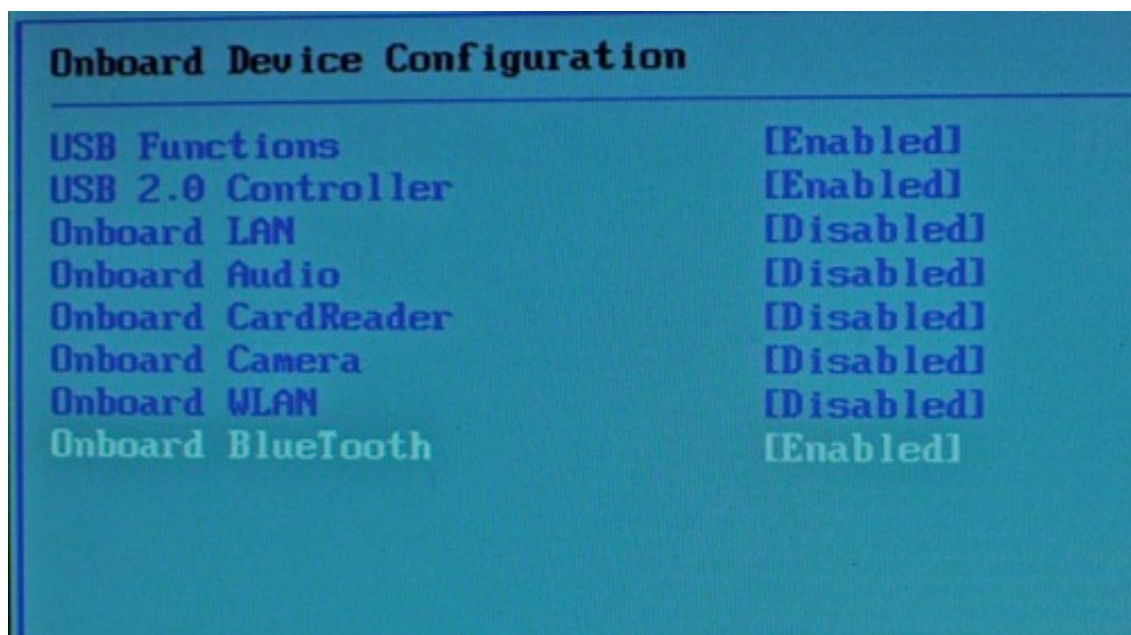 Onboard Device Configuration
USB Functions [Enabled]
USB 2.0 Controller [Enabled]
Onboard LAN [Disabled]
Onboard Audio [Disabled]
Onboard CardReader [Disabled]
Onboard Camera [Disabled]
Onboard WLAN [Disabled]
Onboard BlueTooth [Enabled]